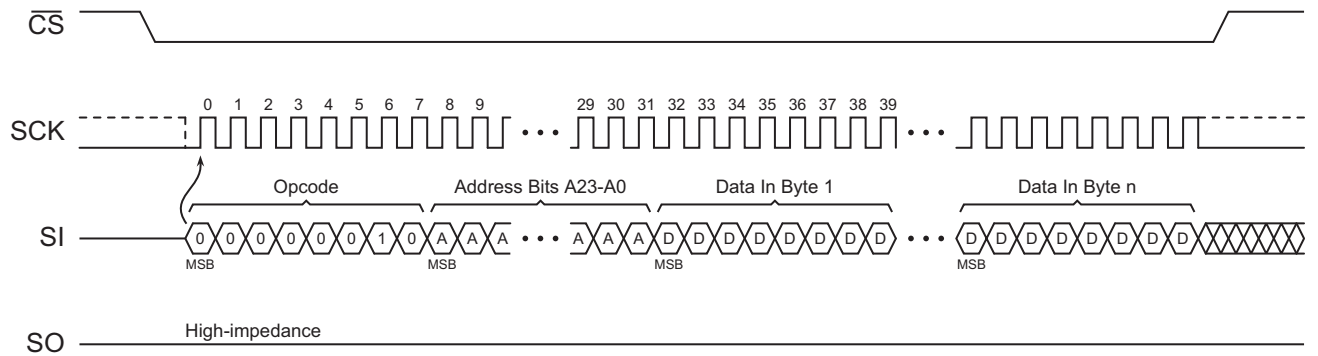 CS
0 1 2 3 4 5 6 7 8 9 29 30 31 32 33 34 35 36 37 38 39
SCK
Opcode Address Bits A23-A0 Data In Byte 1 Data In Byte n
SI 0 0 0 0 0 0 1 0 A A A A A A D D D D D D D D D D D D D D D D
MSB MSB MSB MSB
High-impedance
SO